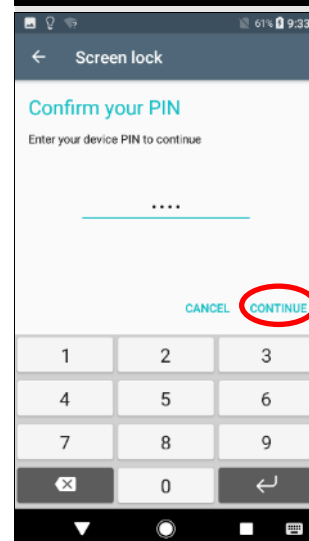 61% 9:33
Screen lock
Confirm your PIN
Enter your device PIN to continue
....
CANCEL CONTINUE
1 2 3
4 5 6
7 8 9
0